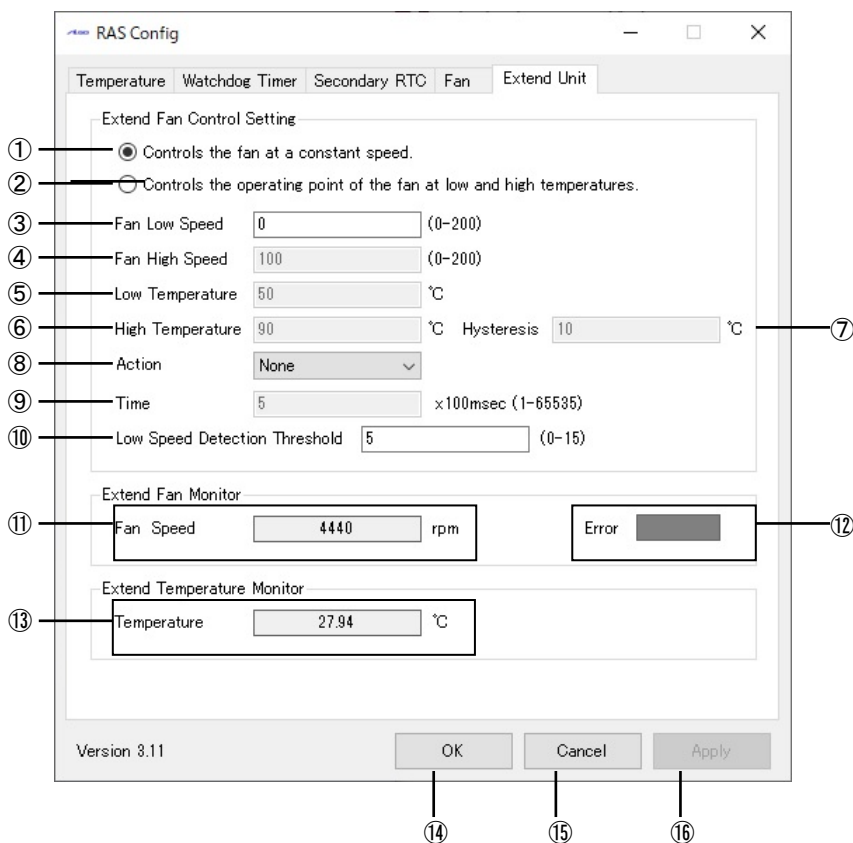 RAS Config
Temperature Watchdog Timer Secondary RTC Fan Extend Unit
Extend Fan Control Setting
① Controls the fan at a constant speed.
② Controls the operating point of the fan at low and high temperatures.
③ Fan Low Speed 0 (0-200)
④ Fan High Speed 100 (0-200)
⑤ Low Temperature 50 ℃
⑥ High Temperature 90 ℃ Hysteresis 10 ℃ ⑦
⑧ Action None
⑨ Time 5 x100msec (1-65535)
⑩ Low Speed Detection Threshold 5 (0-15)
Extend Fan Monitor
⑪ Fan Speed 4440 rpm Error ⑫
Extend Temperature Monitor
⑬ Temperature 27.94 ℃
Version 3.11 OK Cancel Apply
⑭ ⑮ ⑯